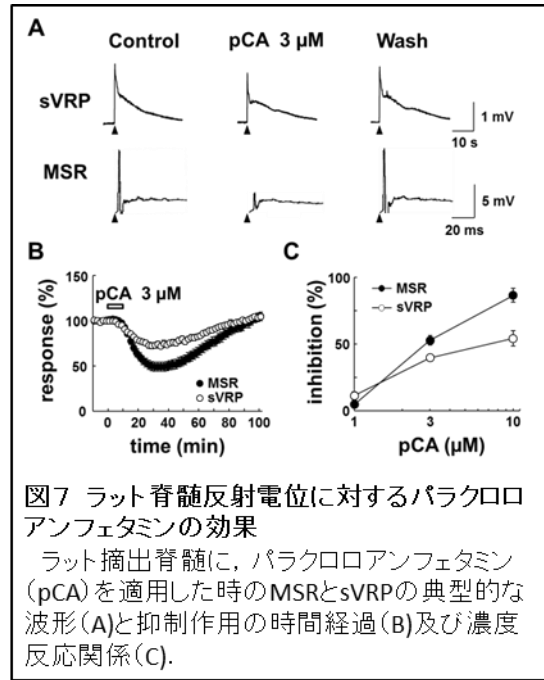 A
Control pCA 3 μM Wash
sVRP
1 mV
10 s
MSR
5 mV
20 ms
B
C
150
pCA 3 μM
100
50
0
response (%)
MSR
sVRP
0 20 40 60 80 100
time (min)
100
50
0
inhibition (%)
MSR
sVRP
1 3 10
pCA (μM)
図7 ラット脊髄反射電位に対するパラクロロ
アンフェタミンの効果
ラット摘出脊髄に，パラクロロアンフェタミン
（pCA）を適用した時のMSRとsVRPの典型的な
波形(A)と抑制作用の時間経過(B)及び濃度
反応関係(C).